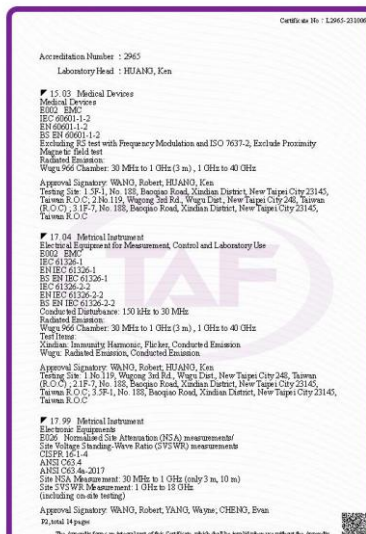 Certificate No : L2965-231006
Accreditation Number : 2965
Laboratory Head : HUANG, Ken
15.03 Medical Devices
Medical Devices
E002 EMC
IEC 60601-1-2
EN 60601-1-2
BS EN 60601-1-2
Excluding RS test with Frequency Modulation and ISO 7637-2, Exclude Proximity
Magnetic field test
Radiated Emission:
Wugu 966 Chamber: 30 MHz to 1 GHz (3 m) , 1 GHz to 40 GHz
Approval Signatory: WANG, Robert; HUANG, Ken
Testing Site: 1.5F-1, No. 188, Baoqiao Road, Xindian District, New Taipei City 23145,
Taiwan R.O.C; 2.No.119, Wugong 3rd Rd., Wugu Dist., New Taipei City 248, Taiwan
(R.O.C) ; 3.1F-7, No. 188, Baoqiao Road, Xindian District, New Taipei City 23145,
Taiwan R.O.C
17.04 Metrical Instrument
Electrical Equipment for Measurement, Control and Laboratory Use
E002 EMC
IEC 61326-1
EN IEC 61326-1
BS EN IEC 61326-1
IEC 61326-2-2
EN IEC 61326-2-2
BS EN IEC 61326-2-2
Conducted Disturbance: 150 kHz to 30 MHz
Radiated Emission:
Wugu 966 Chamber: 30 MHz to 1 GHz (3 m) , 1 GHz to 40 GHz
Test Items:
Xindian: Immunity, Harmonic, Flicker, Conducted Emission
Wugu: Radiated Emission, Conducted Emission
Approval Signatory: WANG, Robert; HUANG, Ken
Testing Site: 1.No.119, Wugong 3rd Rd., Wugu Dist., New Taipei City 248, Taiwan
(R.O.C) ; 2.1F-7, No. 188, Baoqiao Road, Xindian District, New Taipei City 23145,
Taiwan R.O.C; 3.5F-1, No. 188, Baoqiao Road, Xindian District, New Taipei City 23145,
Taiwan R.O.C
TAF
17.99 Metrical Instrument
Electronic Equipments
E026 Normalised Site Attenuation (NSA) measurements/
Site Voltage Standing-Wave Ratio (SVSWR) measurements
CISPR 16-1-4
ANSI C63.4
ANSI C63.4a-2017
Site NSA Measurement: 30 MHz to 1 GHz (only 3 m, 10 m)
Site SVSWR Measurement: 1 GHz to 18 GHz
(including on-site testing)
Approval Signatory: WANG, Robert; YANG, Wayne; CHENG, Evan
P2, total 14 pages